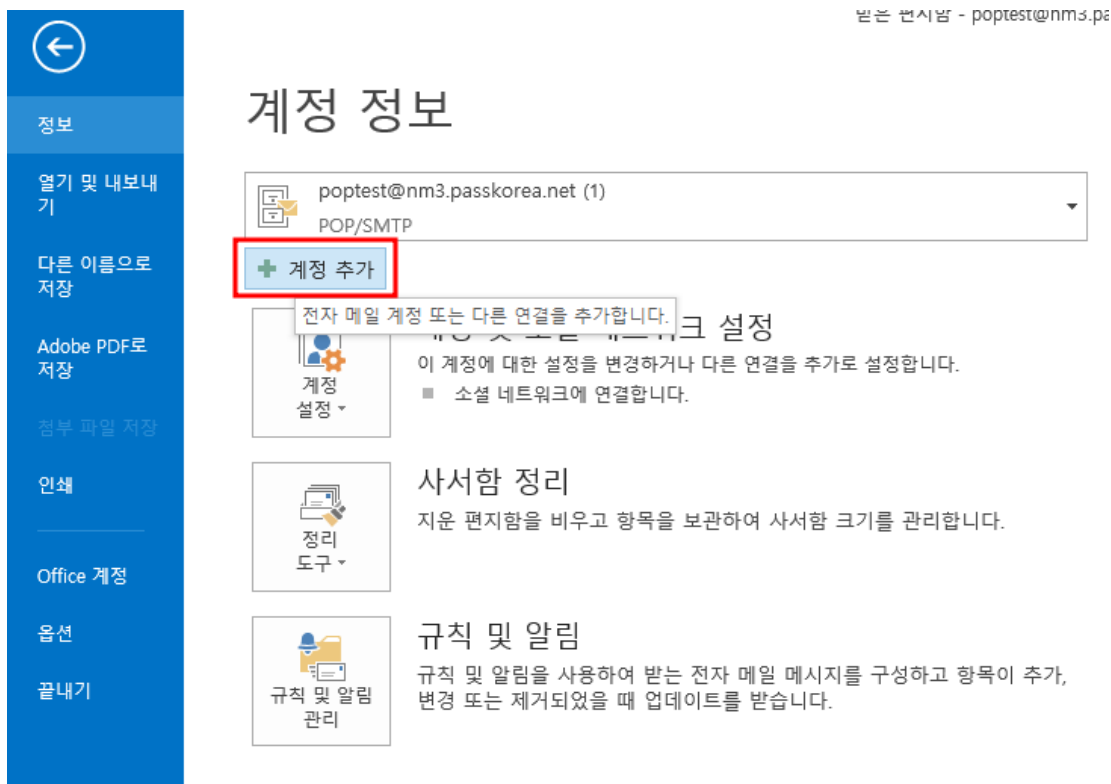 받은 편지함 - poptest@nm3.pa
계정 정보
정보
열기 및 내보내
기
다른 이름으로
저장
Adobe PDF로
저장
첨부 파일 저장
인쇄
Office 계정
옵션
끝내기
poptest@nm3.passkorea.net (1)
POP/SMTP
계정 추가
전자 메일 계정 또는 다른 연결을 추가합니다.
설정
이 계정에 대한 설정을 변경하거나 다른 연결을 추가로 설정합니다.
소셜 네트워크에 연결합니다.
계정
설정
사서함 정리
지운 편지함을 비우고 항목을 보관하여 사서함 크기를 관리합니다.
정리
도구
규칙 및 알림
규칙 및 알림을 사용하여 받는 전자 메일 메시지를 구성하고 항목이 추가,
변경 또는 제거되었을 때 업데이트를 받습니다.
규칙 및 알림
관리